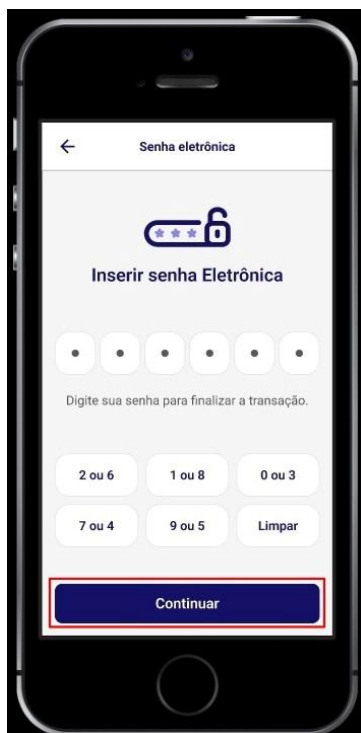 Senha eletrônica
Inserir senha Eletrônica
Digite sua senha para finalizar a transação.
2 ou 6 1 ou 8 0 ou 3
7 ou 4 9 ou 5 Limpar
Continuar